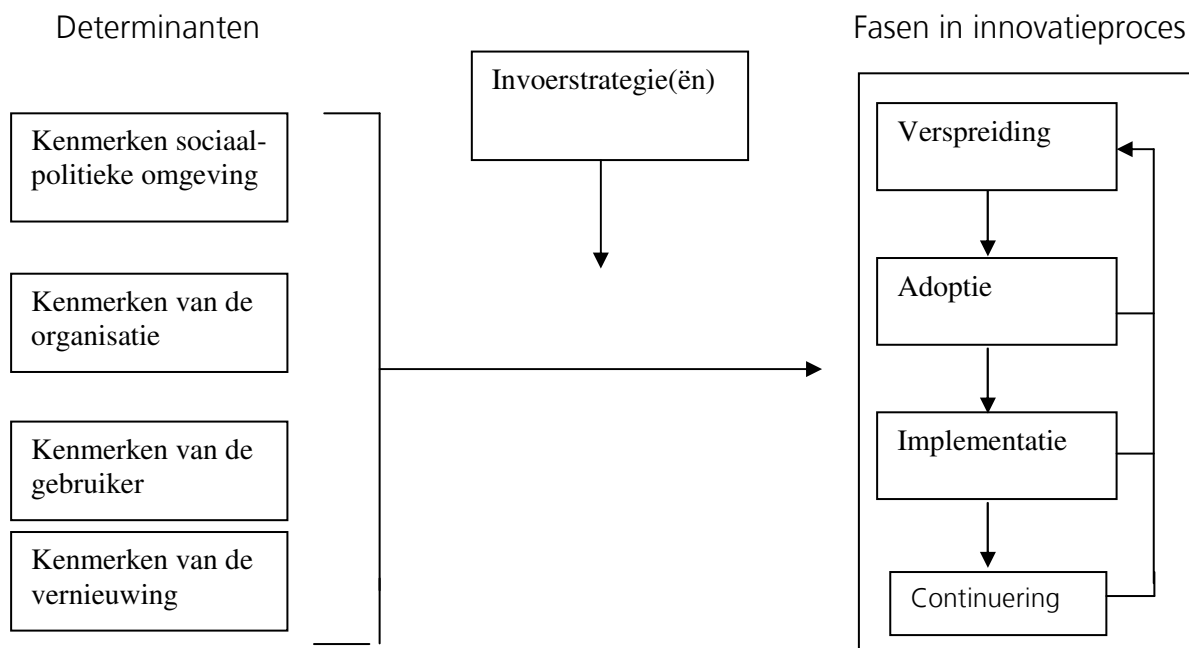 Determinanten
Fasen in innovatieproces
Invoerstrategie(ën)
Kenmerken sociaal-
politieke omgeving
Kenmerken van de
organisatie
Kenmerken van de
gebruiker
Kenmerken van de
vernieuwing
Verspreiding
Adoptie
Implementatie
Continuering